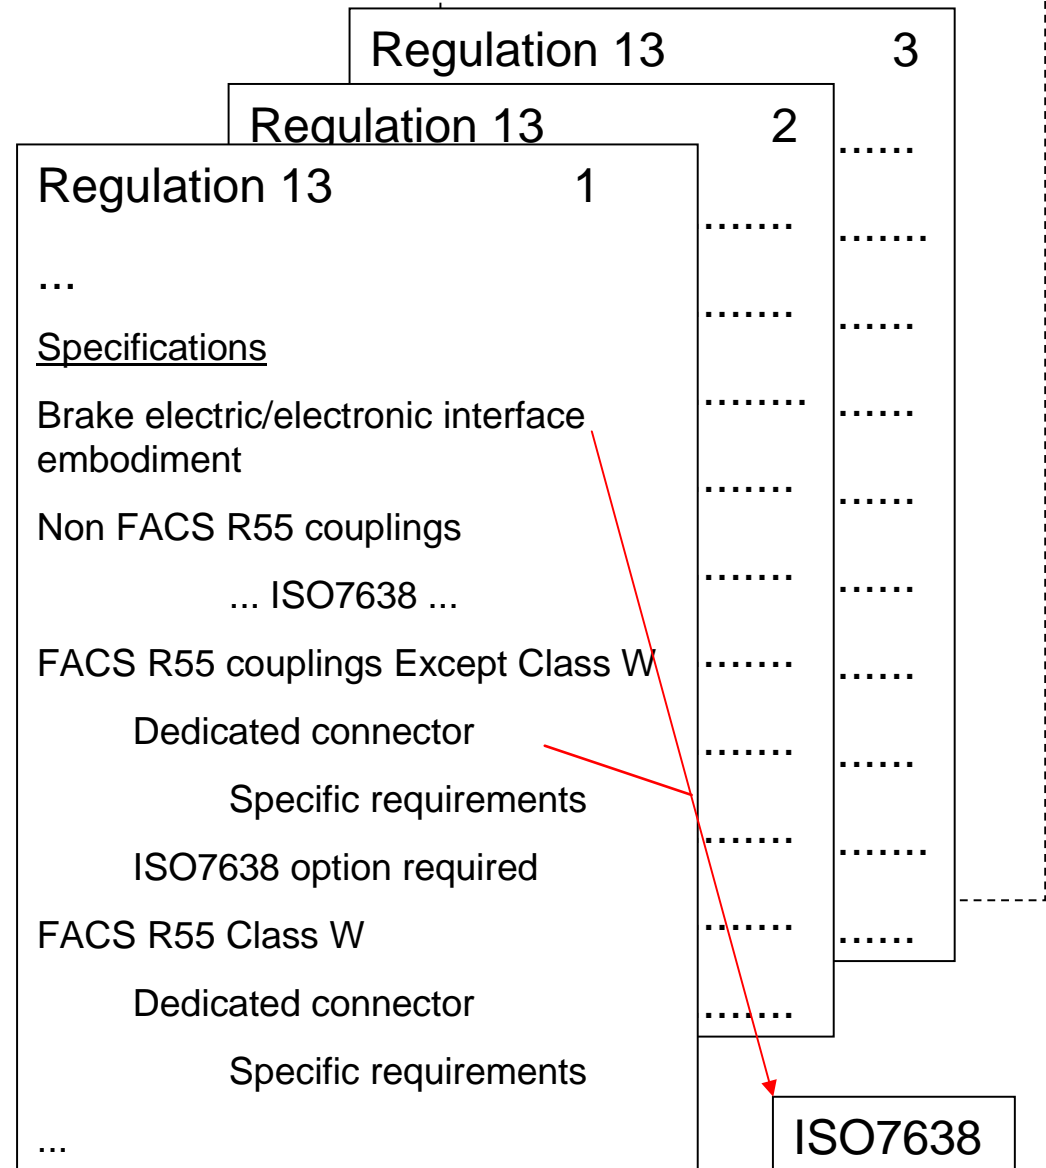 Regulation 13 3
Regulation 13 2
Regulation 13 1
...
Specifications
Brake electric/electronic interface
embodiment
Non FACS R55 couplings
... ISO7638 ...
FACS R55 couplings Except Class W
Dedicated connector
Specific requirements
ISO7638 option required
FACS R55 Class W
Dedicated connector
Specific requirements
...
.......
.......
........
.......
.......
.......
.......
.......
.......
.......
......
.......
......
......
......
......
......
......
.......
......
ISO7638